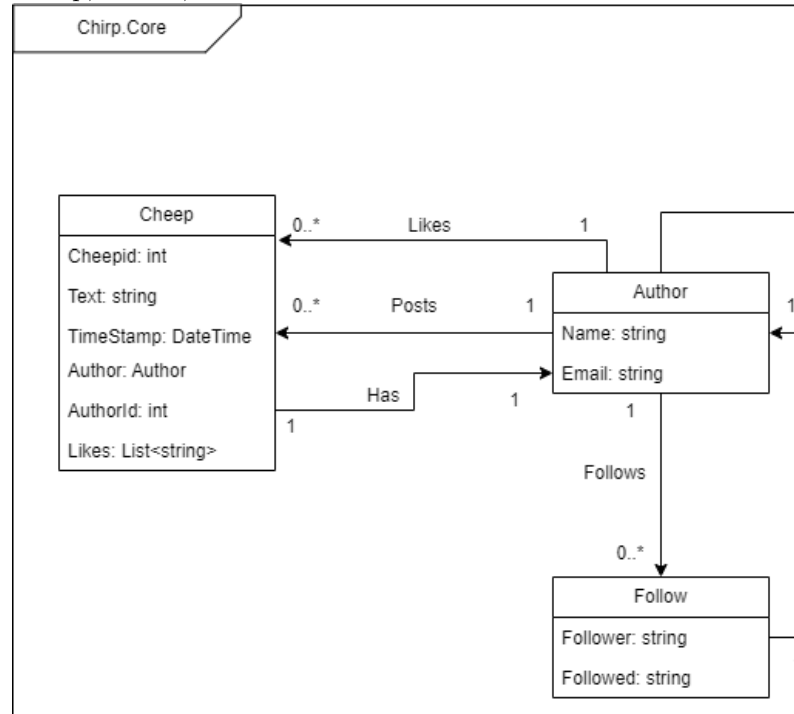 Chirp.Core
Cheep
Cheepid: int
Text: string
TimeStamp: DateTime
Author: Author
AuthorId: int
Likes: List<string>
0..* Likes 1
0..* Posts 1
1 Has 1
Author
Name: string
Email: string
1
1
Follows
0..*
Follow
Follower: string
Followed: string